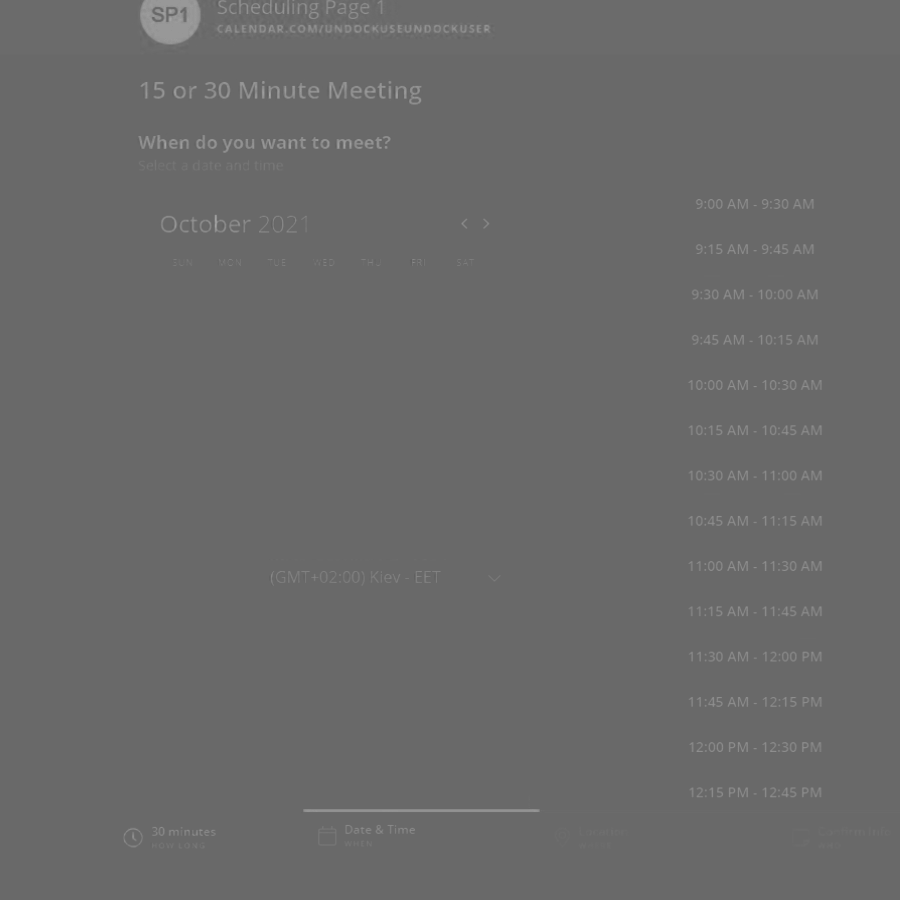 SP1
Scheduling Page 1
CALENDAR.COM/UNDOCKUSEUNDOCKUSER
15 or 30 Minute Meeting
When do you want to meet?
Select a date and time
October 2021
SUN MON TUE WED THU FRI SAT
(GMT+02:00) Kiev - EET
9:00 AM - 9:30 AM
9:15 AM - 9:45 AM
9:30 AM - 10:00 AM
9:45 AM - 10:15 AM
10:00 AM - 10:30 AM
10:15 AM - 10:45 AM
10:30 AM - 11:00 AM
10:45 AM - 11:15 AM
11:00 AM - 11:30 AM
11:15 AM - 11:45 AM
11:30 AM - 12:00 PM
11:45 AM - 12:15 PM
12:00 PM - 12:30 PM
12:15 PM - 12:45 PM
30 minutes
HOW LONG
Date & Time
WHEN